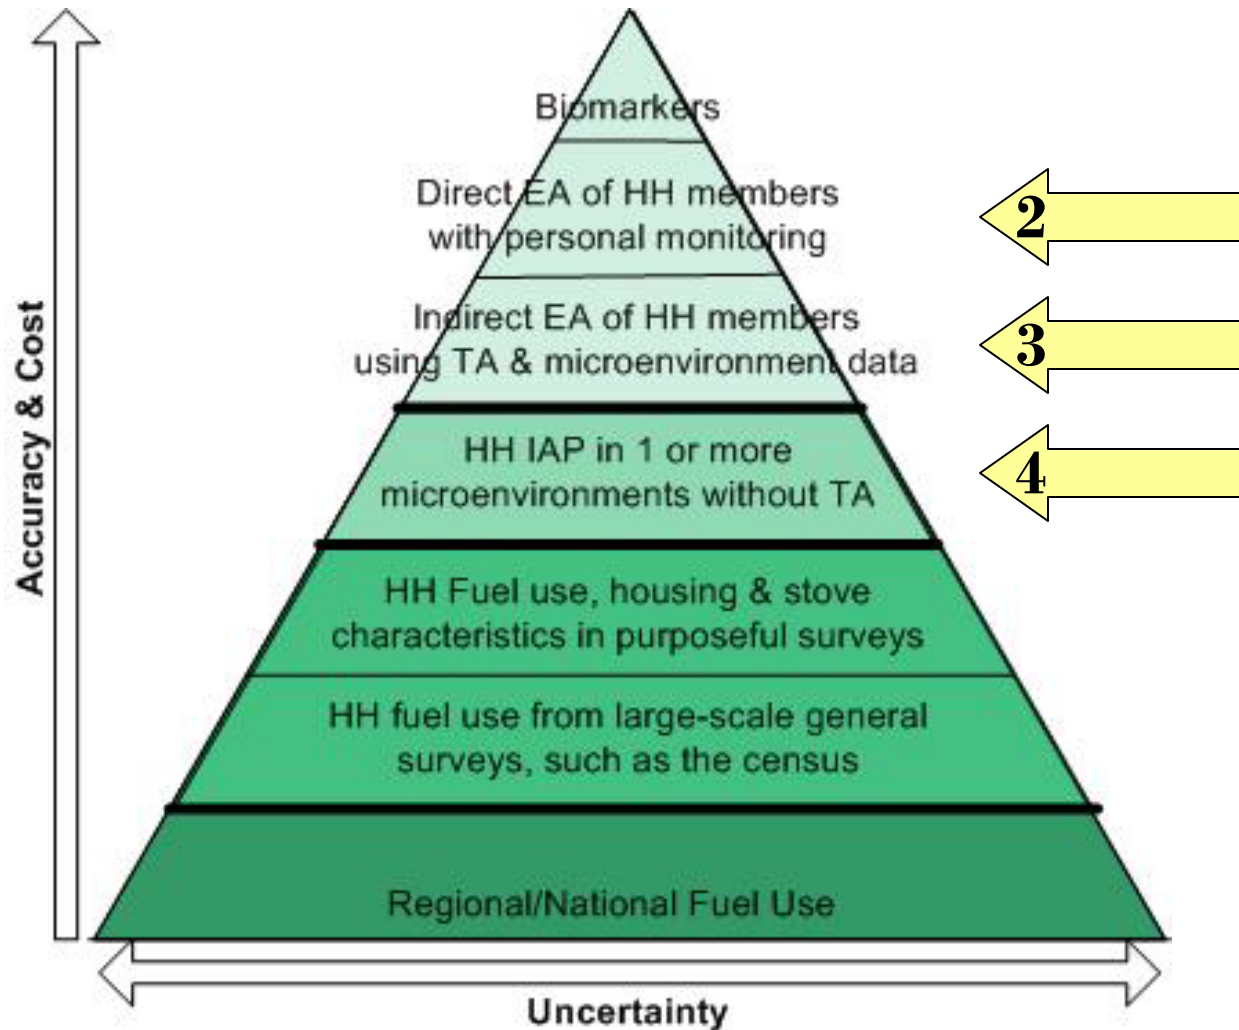 Biomarkers
Direct EA of HH members
with personal monitoring
2
Indirect EA of HH members
using TA & microenvironment data
3
HH IAP in 1 or more
microenvironments without TA
4
HH Fuel use, housing & stove
characteristics in purposeful surveys
HH fuel use from large-scale general
surveys, such as the census
Regional/National Fuel Use
Accuracy & Cost
Uncertainty